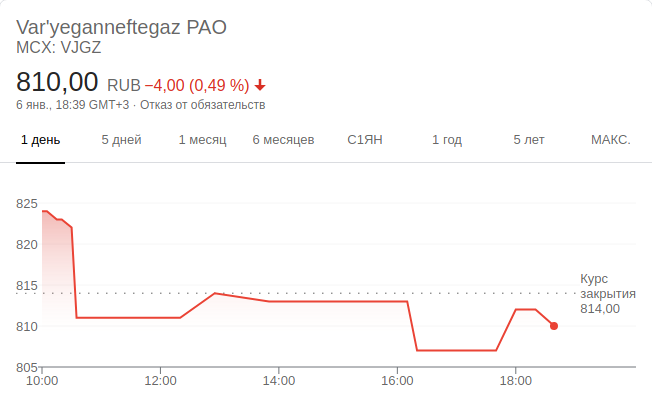 Var'yeganneftegaz PAO
MCX: VJGZ
810,00 RUB −4,00 (0,49 %)
6 янв., 18:39 GMT+3 · Отказ от обязательств
1 день 5 дней 1 месяц 6 месяцев С1ЯН 1 год 5 лет МАКС.
825
820
815
810
805
Курс
закрытия
814,00
10:00 12:00 14:00 16:00 18:00